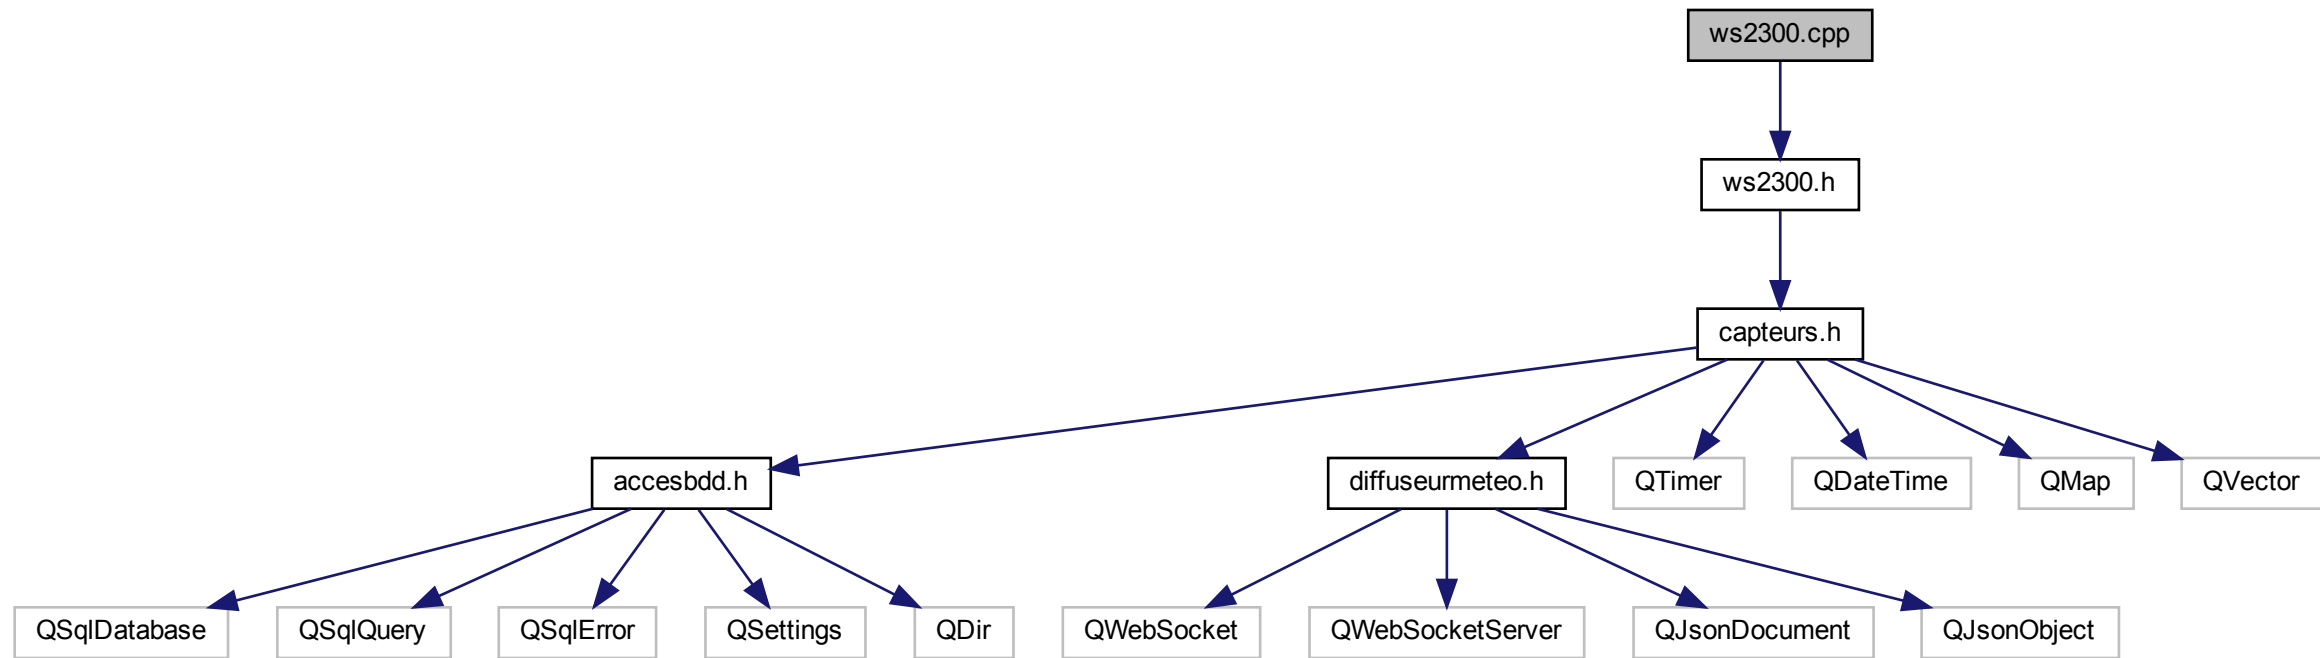 ws2300.cpp
ws2300.h
capteurs.h
accesbdd.h
diffuseurmeteo.h
QTimer
QDateTime
QMap
QVector
QSqlDatabase
QSqlQuery
QSqlError
QSettings
QDir
QWebSocket
QWebSocketServer
QJsonDocument
QJsonObject